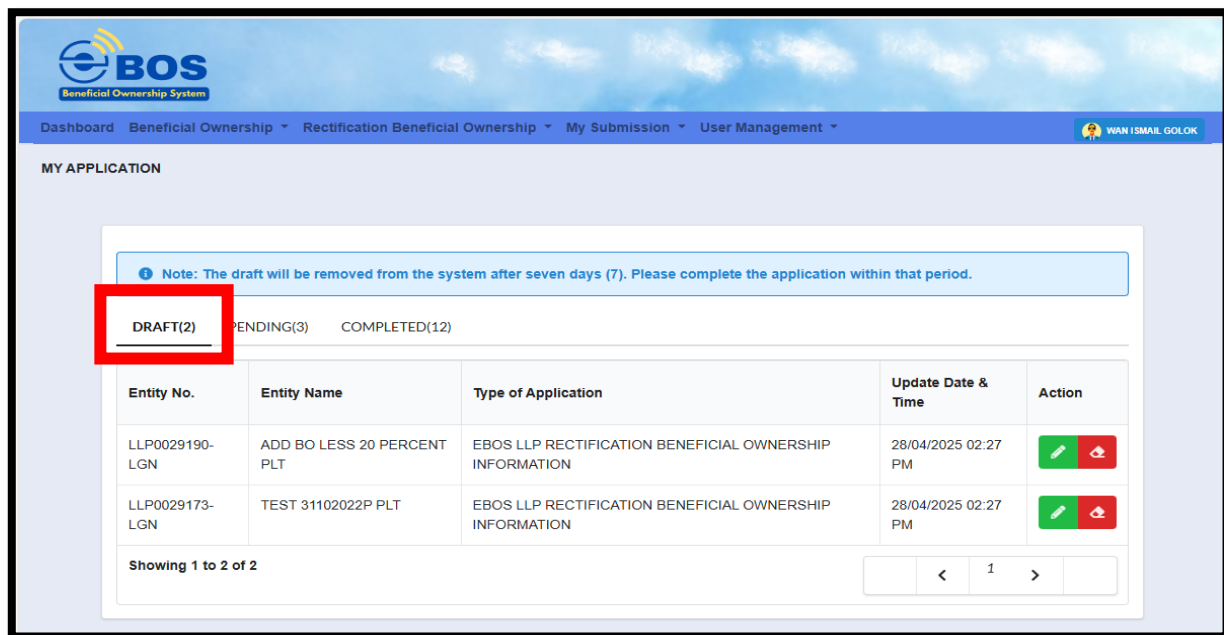 eBOS
Beneficial Ownership System
Dashboard Beneficial Ownership Rectification Beneficial Ownership My Submission User Management WAN ISMAIL GOLOK
MY APPLICATION
Note: The draft will be removed from the system after seven days (7). Please complete the application within that period.
DRAFT(2) PENDING(3) COMPLETED(12)
Entity No. Entity Name Type of Application Update Date &
Time Action
LLP0029190-
LGN ADD BO LESS 20 PERCENT
PLT EBOS LLP RECTIFICATION BENEFICIAL OWNERSHIP
INFORMATION 28/04/2025 02:27
PM
LLP0029173-
LGN TEST 31102022P PLT EBOS LLP RECTIFICATION BENEFICIAL OWNERSHIP
INFORMATION 28/04/2025 02:27
PM
Showing 1 to 2 of 2 1